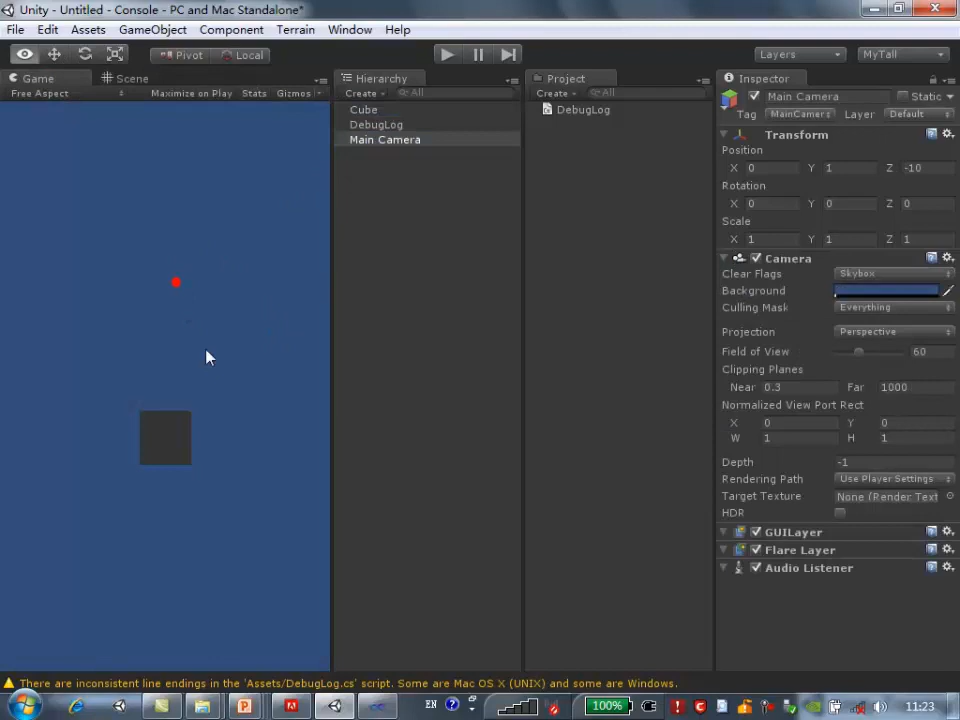 Unity - Untitled - Console - PC and Mac Standalone*
File Edit Assets GameObject Component Terrain Window Help
Pivot Local Layers MyTall
Game Scene Hierarchy Project Inspector
Free Aspect Maximize on Play Stats Gizmos Create All Create All Main Camera Static
Cube DebugLog
DebugLog Tag MainCamera Layer Default
Main Camera Transform
Position
X 0 Y 1 Z -10
Rotation
X 0 Y 0 Z 0
Scale
X 1 Y 1 Z 1
Camera
Clear Flags Skybox
Background
Culling Mask Everything
Projection Perspective
Field of View 60
Clipping Planes
Near 0.3 Far 1000
Normalized View Port Rect
X 0 Y 0
W 1 H 1
Depth -1
Rendering Path Use Player Settings
Target Texture None (Render Text
HDR
GUILayer
Flare Layer
Audio Listener
There are inconsistent line endings in the 'Assets/DebugLog.cs' script. Some are Mac OS X (UNIX) and some are Windows.
EN 100% 11:23